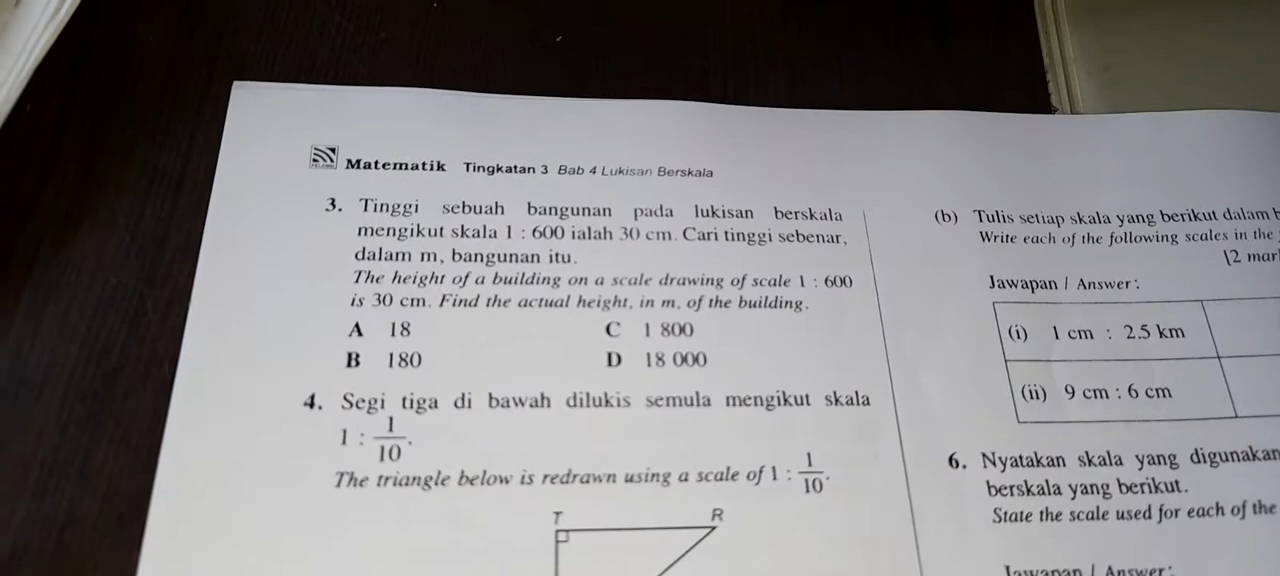 Matematik Tingkatan 3 Bab 4 Lukisan Berskala
3. Tinggi sebuah bangunan pada lukisan berskala
mengikut skala 1 : 600 ialah 30 cm. Cari tinggi sebenar,
dalam m, bangunan itu.
The height of a building on a scale drawing of scale 1 : 600
is 30 cm. Find the actual height, in m, of the building.
A 18 C 1 800
B 180 D 18 000
4. Segi tiga di bawah dilukis semula mengikut skala
1 : 1/10.
The triangle below is redrawn using a scale of 1 : 1/10.
T R
(b) Tulis setiap skala yang berikut dalam
Write each of the following scales in the
[2 mar
Jawapan / Answer:
(i) 1 cm : 2.5 km
(ii) 9 cm : 6 cm
6. Nyatakan skala yang digunakan
berskala yang berikut.
State the scale used for each of the
Jawapan / Answer: